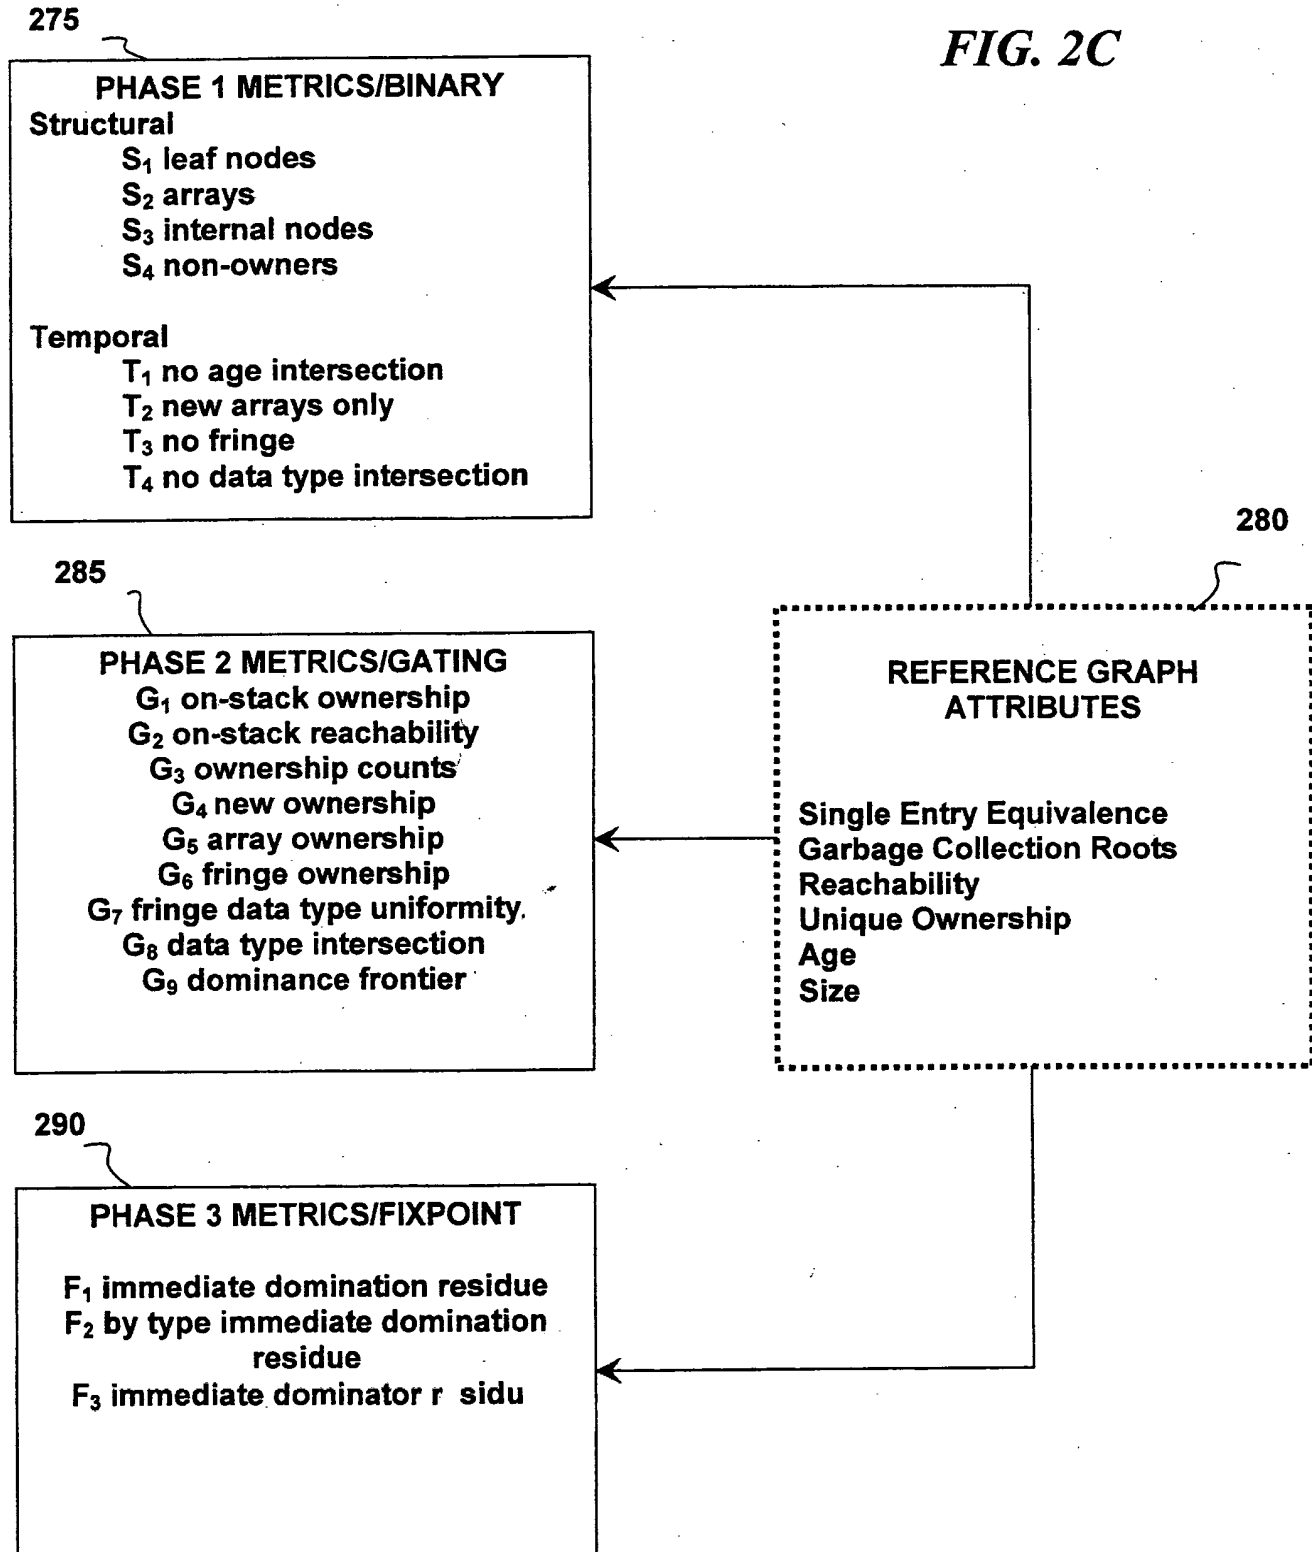 275
FIG. 2C
PHASE 1 METRICS/BINARY
Structural
S₁ leaf nodes
S₂ arrays
S₃ internal nodes
S₄ non-owners
Temporal
T₁ no age intersection
T₂ new arrays only
T₃ no fringe
T₄ no data type intersection
280
285
PHASE 2 METRICS/GATING
G₁ on-stack ownership
G₂ on-stack reachability
G₃ ownership counts
G₄ new ownership
G₅ array ownership
G₆ fringe ownership
G₇ fringe data type uniformity.
G₈ data type intersection
G₉ dominance frontier
REFERENCE GRAPH
ATTRIBUTES
Single Entry Equivalence
Garbage Collection Roots
Reachability
Unique Ownership
Age
Size
290
PHASE 3 METRICS/FIXPOINT
F₁ immediate domination residue
F₂ by type immediate domination
residue
F₃ immediate dominator r sidu